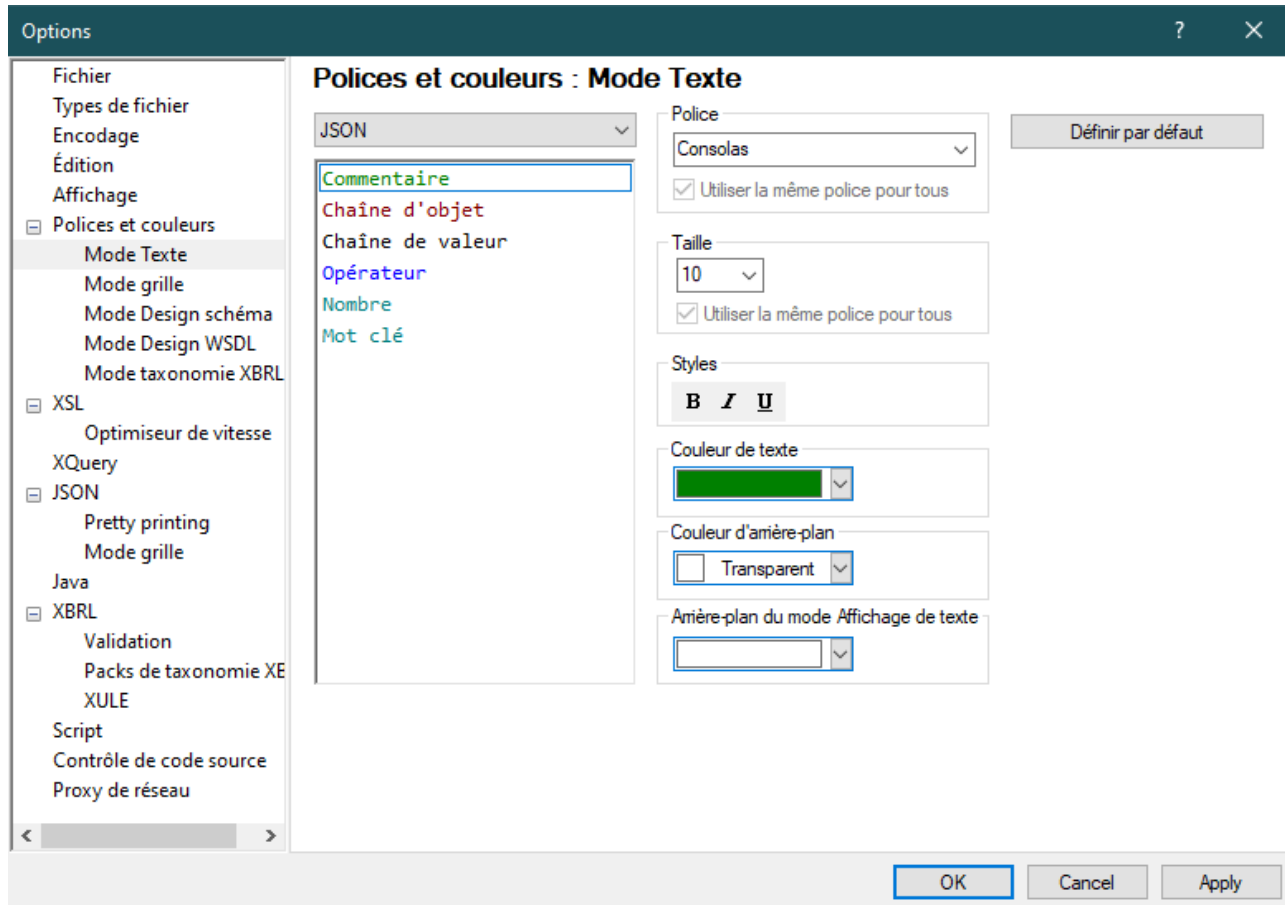 Options
?
Fichier
Types de fichier
Encodage
Édition
Affichage
Polices et couleurs
Mode Texte
Mode grille
Mode Design schéma
Mode Design WSDL
Mode taxonomie XBRL
XSL
Optimiseur de vitesse
XQuery
JSON
Pretty printing
Mode grille
Java
XBRL
Validation
Packs de taxonomie XB
XULE
Script
Contrôle de code source
Proxy de réseau
Polices et couleurs : Mode Texte
JSON
Commentaire
Chaîne d'objet
Chaîne de valeur
Opérateur
Nombre
Mot clé
Police
Consolas
Utiliser la même police pour tous
Taille
10
Utiliser la même police pour tous
Styles
B I U
Couleur de texte
Couleur d'arrière-plan
Transparent
Arrière-plan du mode Affichage de texte
Définir par défaut
OK
Cancel
Apply